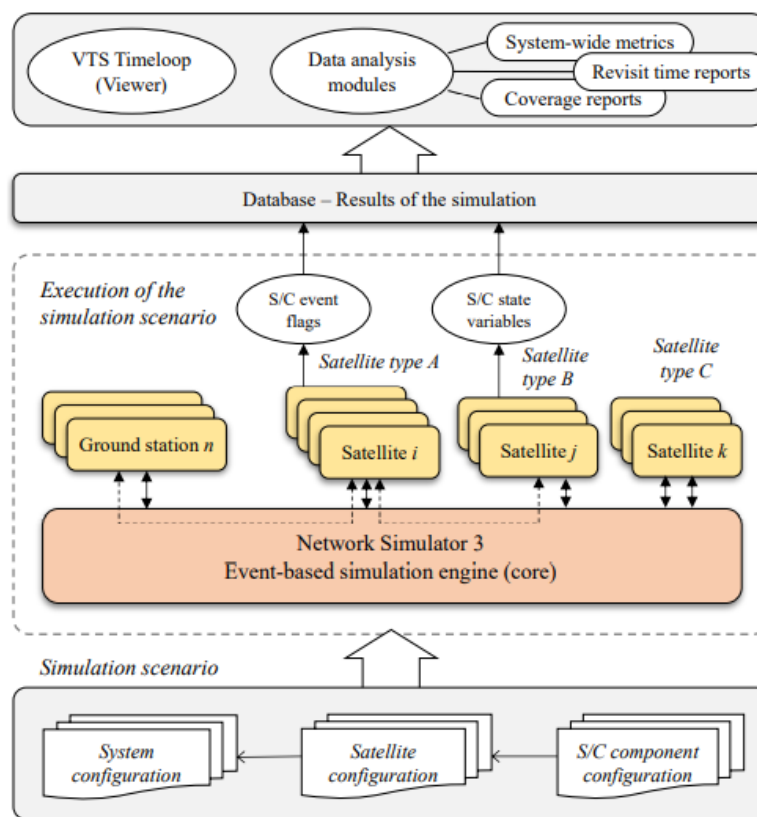 VTS Timeloop
(Viewer)
Data analysis
modules
System-wide metrics
Revisit time reports
Coverage reports
Database – Results of the simulation
Execution of the
simulation scenario
S/C event
flags
S/C state
variables
Satellite type A
Satellite
type B
Satellite
type C
Ground station n
Satellite i
Satellite j
Satellite k
Network Simulator 3
Event-based simulation engine (core)
Simulation scenario
System
configuration
Satellite
configuration
S/C component
configuration